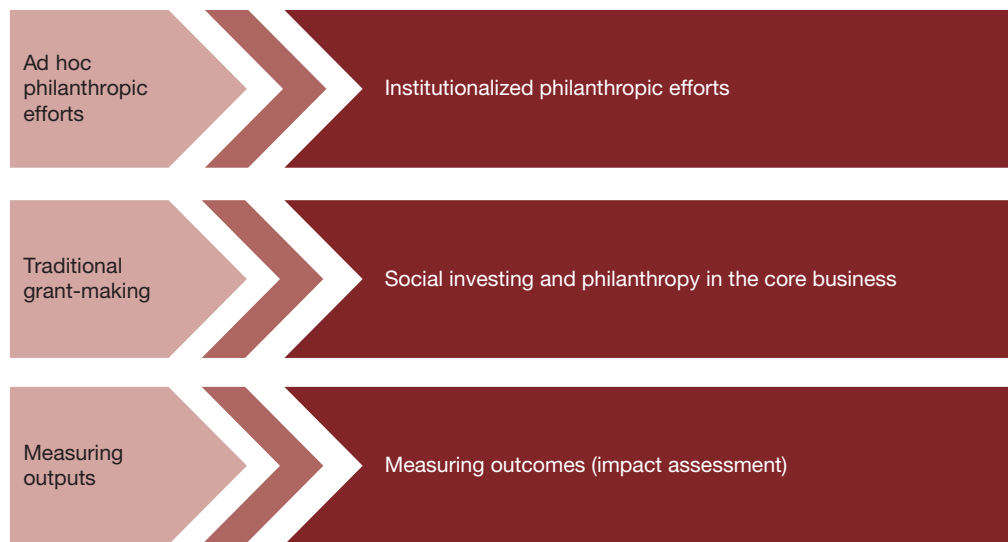 Ad hoc
philanthropic
efforts
Institutionalized philanthropic efforts
Traditional
grant-making
Social investing and philanthropy in the core business
Measuring
outputs
Measuring outcomes (impact assessment)